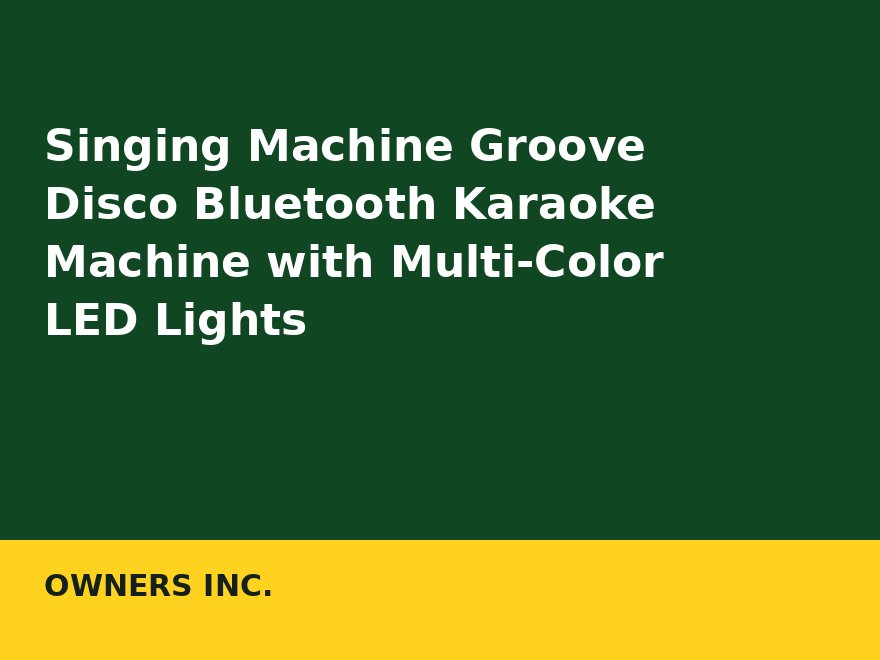 Singing Machine Groove
Disco Bluetooth Karaoke
Machine with Multi-Color
LED Lights
OWNERS INC.